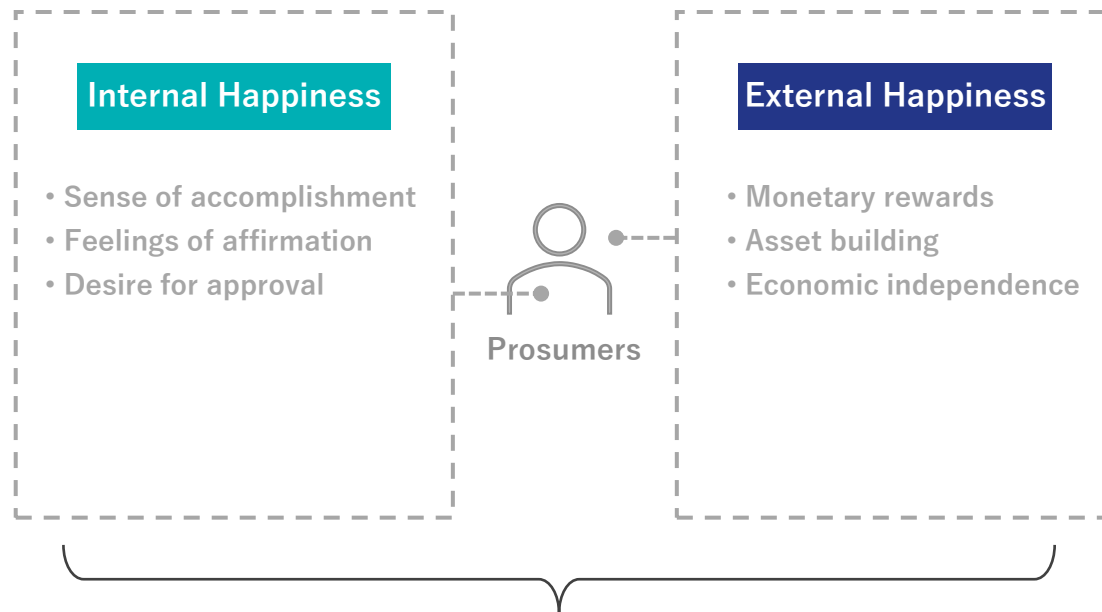 Internal Happiness
• Sense of accomplishment
• Feelings of affirmation
• Desire for approval
Prosumers
External Happiness
• Monetary rewards
• Asset building
• Economic independence